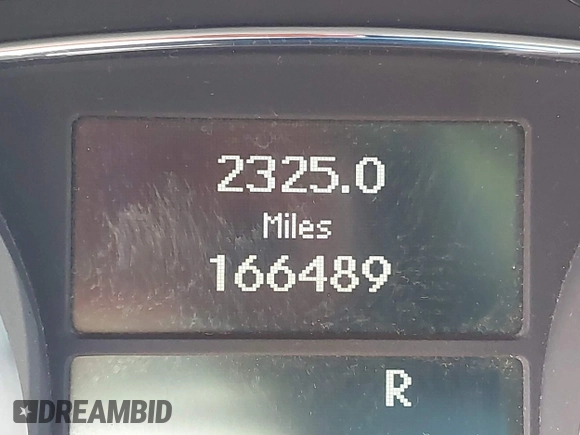 2325.0
Miles
166489
R
DREAMBID